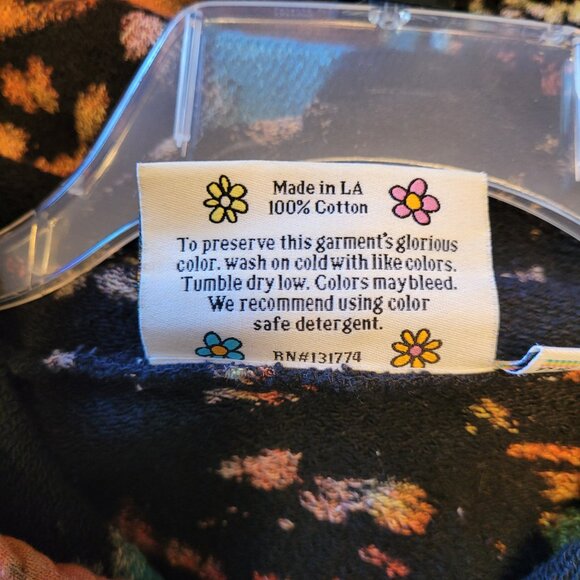 Made in LA
100% Cotton
To preserve this garment's glorious
color. wash on cold with like colors.
Tumble dry low. Colors may bleed.
We recommend using color
safe detergent.
RN#131774